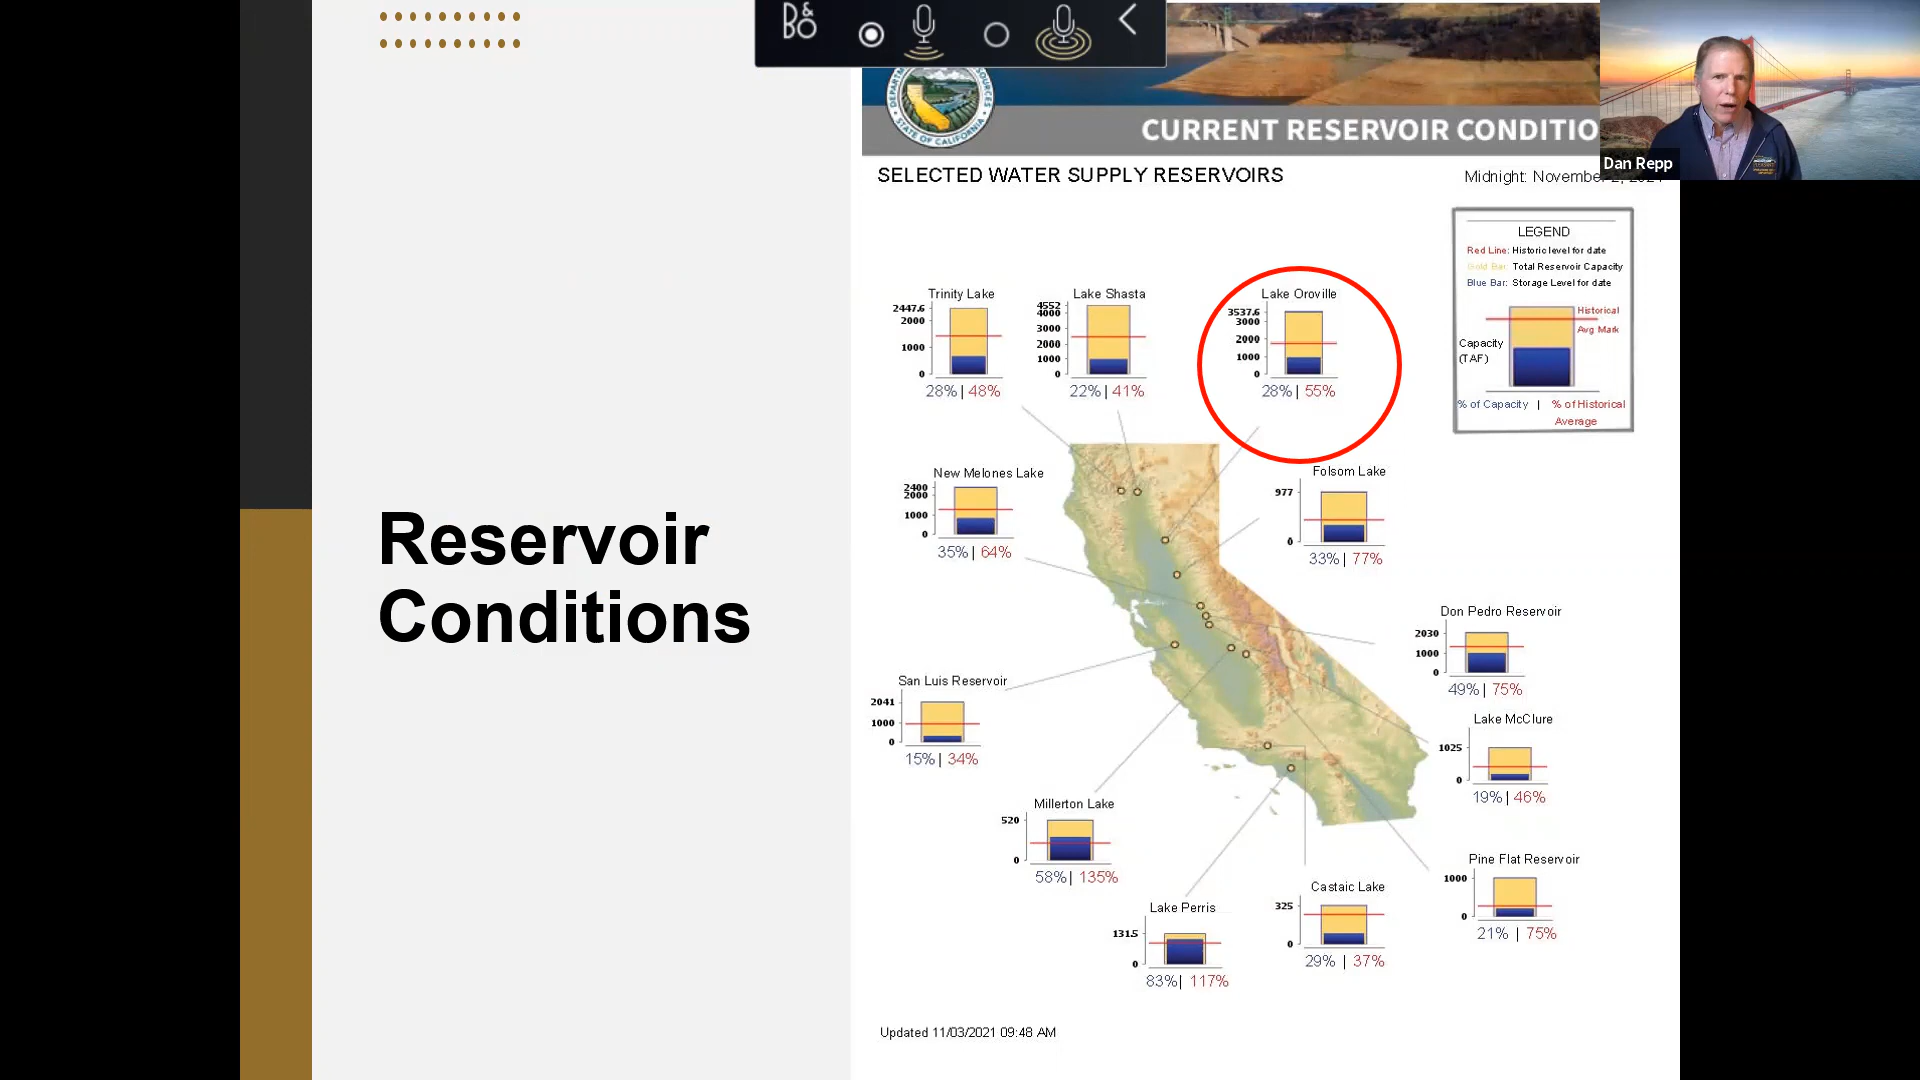 B&O
DEPARTMENT
STATE OF CALIFORNIA
CURRENT RESERVOIR CONDITIO
Dan Repp
SELECTED WATER SUPPLY RESERVOIRS
Midnight: November 2,
LEGEND
Red Line: Historic level for date
Gold Bar: Total Reservoir Capacity
Blue Bar: Storage Level for date
Historical
Avg Mark
Capacity
(TAF)
% of Capacity | % of Historical
Average
Trinity Lake
2447.6
2000
1000
0
28% | 48%
Lake Shasta
4552
4000
3000
2000
1000
0
22% | 41%
Lake Oroville
3537.6
3000
2000
1000
0
28% | 55%
Reservoir
Conditions
New Melones Lake
2400
2000
1000
0
35% | 64%
Folsom Lake
977
0
33% | 77%
Don Pedro Reservoir
2030
1000
0
49% | 75%
San Luis Reservoir
2041
1000
0
15% | 34%
Lake McClure
1025
0
19% | 46%
Millerton Lake
520
0
58% | 135%
Pine Flat Reservoir
1000
0
21% | 75%
Castaic Lake
325
0
29% | 37%
Lake Perris
131.5
0
83% | 117%
Updated 11/03/2021 09:48 AM